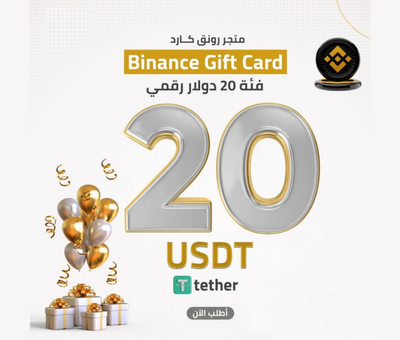 متجر رونق كارد
Binance Gift Card
فئة 20 دولار رقمي
20
USDT
tether
أطلب الآن